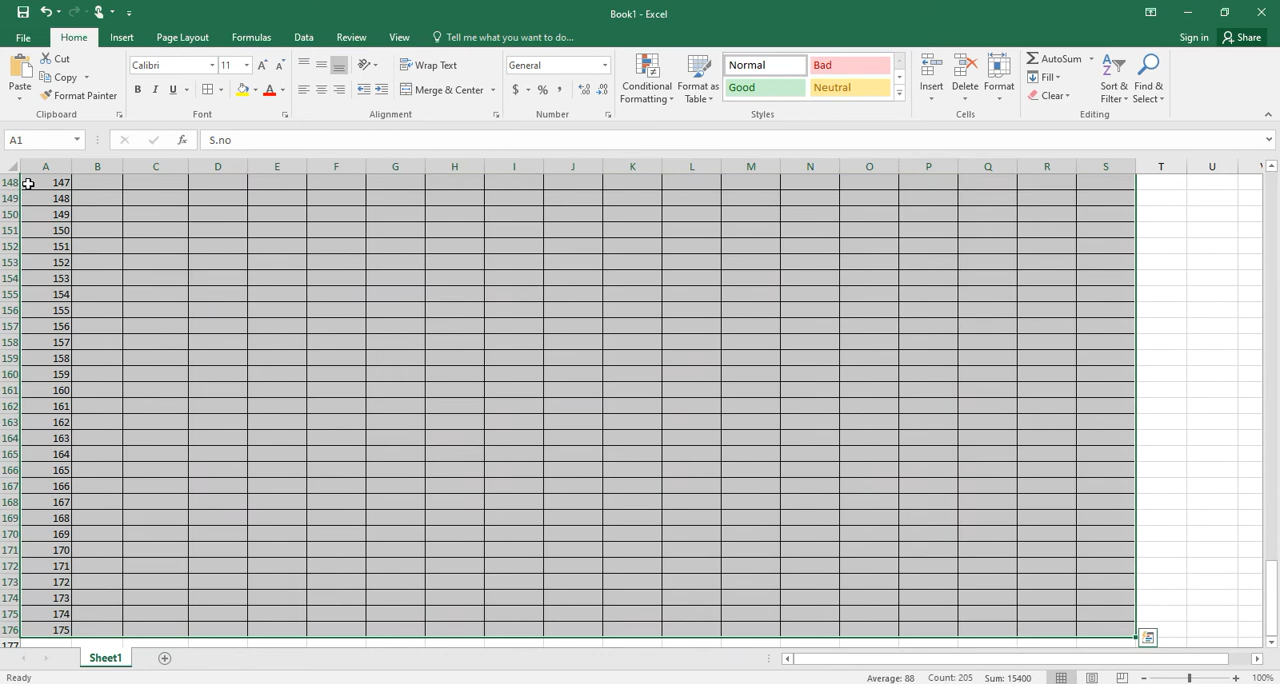 Book1 - Excel
Sign in
Share
File
Home
Insert
Page Layout
Formulas
Data
Review
View
Tell me what you want to do...
Paste
Cut
Copy
Format Painter
Clipboard
Calibri
11
B I U
A
Font
Wrap Text
Merge & Center
Alignment
General
$ % ,
Number
Conditional Formatting
Format as Table
Normal
Bad
Good
Neutral
Styles
Insert
Delete
Format
Cells
AutoSum
Fill
Clear
Sort & Filter
Find & Select
Editing
A1
fx
S.no
A B C D E F G H I J K L M N O P Q R S T U V
148 147
149 148
150 149
151 150
152 151
153 152
154 153
155 154
156 155
157 156
158 157
159 158
160 159
161 160
162 161
163 162
164 163
165 164
166 165
167 166
168 167
169 168
170 169
171 170
172 171
173 172
174 173
175 174
176 175
177
Sheet1
Ready
Average: 88
Count: 205
Sum: 15400
100%